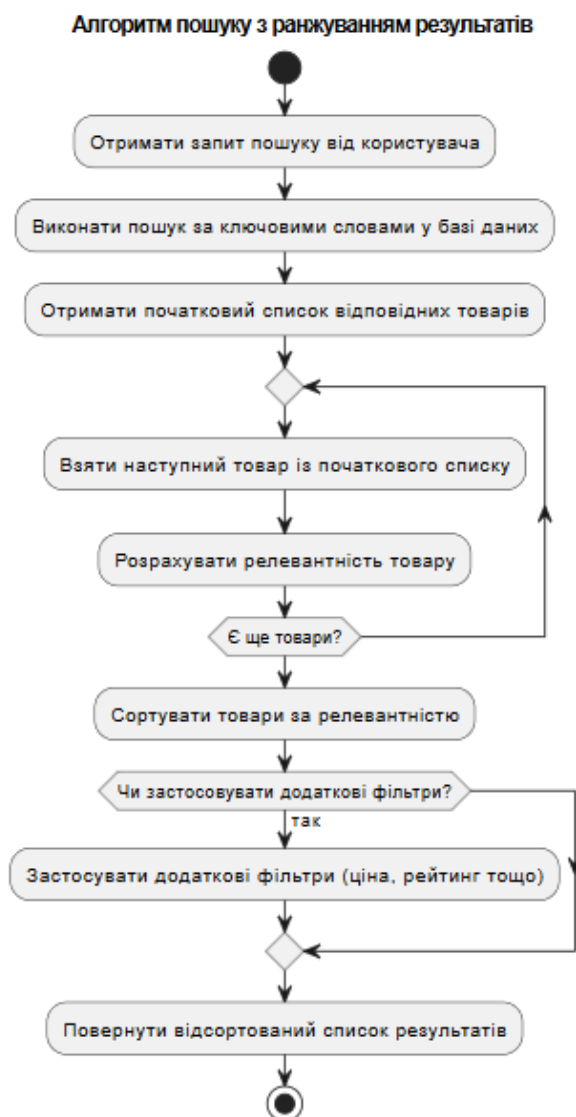 Алгоритм пошуку з ранжуванням результатів
Отримати запит пошуку від користувача
Виконати пошук за ключовими словами у базі даних
Отримати початковий список відповідних товарів
Взяти наступний товар із початкового списку
Розрахувати релевантність товару
Є ще товари?
Сортувати товари за релевантністю
Чи застосовувати додаткові фільтри?
так
Застосувати додаткові фільтри (ціна, рейтинг тощо)
Повернути відсортований список результатів